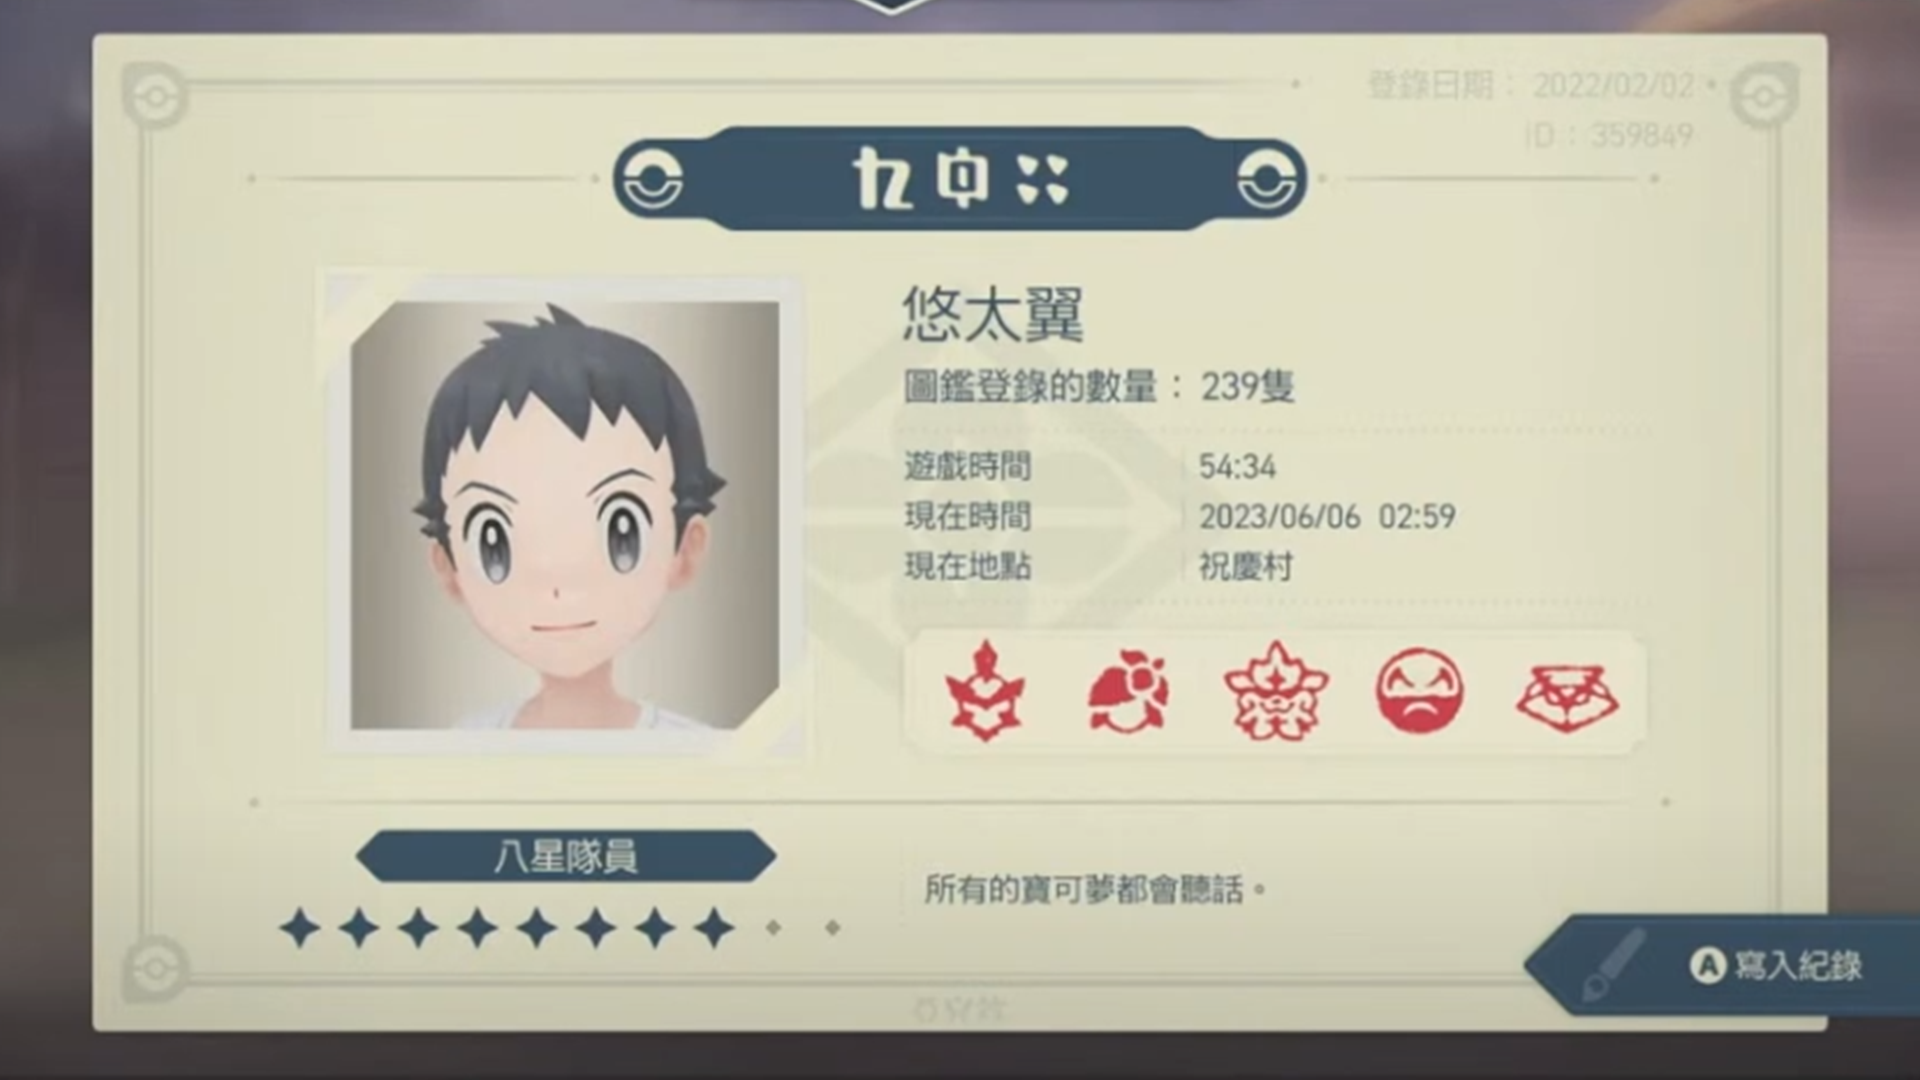 登錄日期：2022/02/02
ID：359849
悠太翼
圖鑑登錄的數量：239隻
遊戲時間 54:34
現在時間 2023/06/06 02:59
現在地點 祝慶村
八星隊員
所有的寶可夢都會聽話。
Ⓐ寫入紀錄